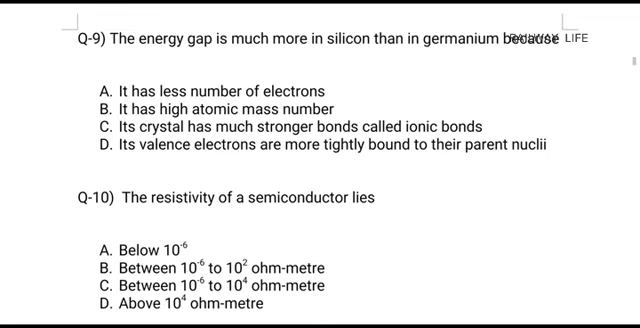 Q-9) The energy gap is much more in silicon than in germanium because
RAILWAY LIFE
A. It has less number of electrons
B. It has high atomic mass number
C. Its crystal has much stronger bonds called ionic bonds
D. Its valence electrons are more tightly bound to their parent nuclii
Q-10) The resistivity of a semiconductor lies
A. Below 10⁻⁶
B. Between 10⁻⁶ to 10² ohm-metre
C. Between 10⁻⁶ to 10⁴ ohm-metre
D. Above 10⁴ ohm-metre